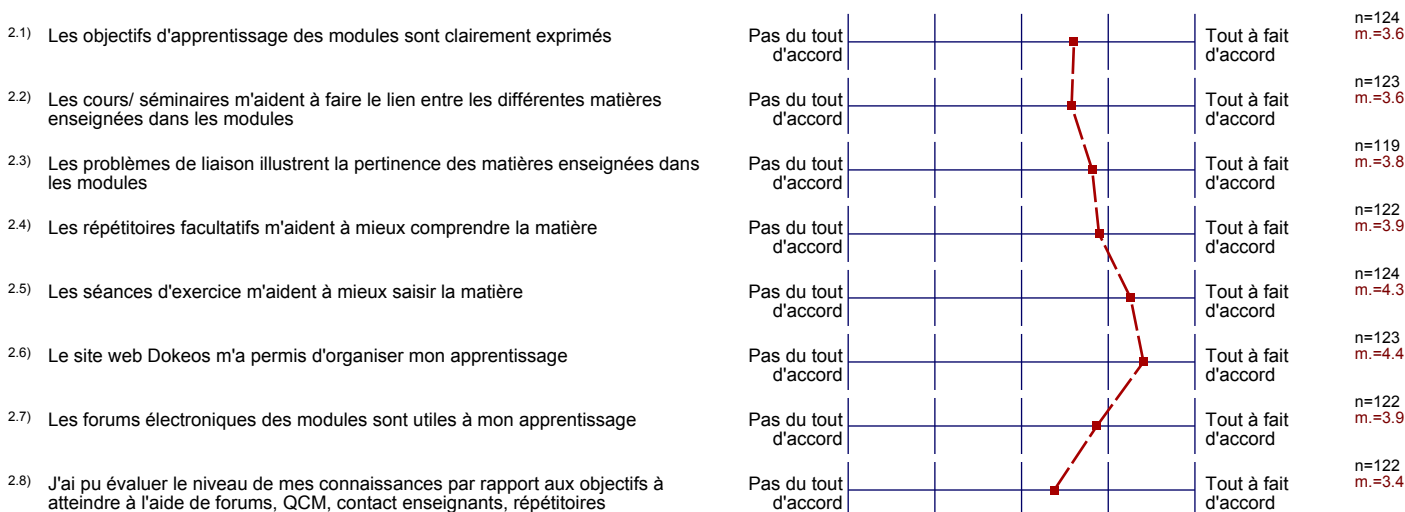 2.1) Les objectifs d'apprentissage des modules sont clairement exprimés
Pas du tout
d'accord
Tout à fait
d'accord
n=124
m.=3.6
2.2) Les cours/ séminaires m'aident à faire le lien entre les différentes matières
enseignées dans les modules
Pas du tout
d'accord
Tout à fait
d'accord
n=123
m.=3.6
2.3) Les problèmes de liaison illustrent la pertinence des matières enseignées dans
les modules
Pas du tout
d'accord
Tout à fait
d'accord
n=119
m.=3.8
2.4) Les répétitoires facultatifs m'aident à mieux comprendre la matière
Pas du tout
d'accord
Tout à fait
d'accord
n=122
m.=3.9
2.5) Les séances d'exercice m'aident à mieux saisir la matière
Pas du tout
d'accord
Tout à fait
d'accord
n=124
m.=4.3
2.6) Le site web Dokeos m'a permis d'organiser mon apprentissage
Pas du tout
d'accord
Tout à fait
d'accord
n=123
m.=4.4
2.7) Les forums électroniques des modules sont utiles à mon apprentissage
Pas du tout
d'accord
Tout à fait
d'accord
n=122
m.=3.9
2.8) J'ai pu évaluer le niveau de mes connaissances par rapport aux objectifs à
atteindre à l'aide de forums, QCM, contact enseignants, répétitoires
Pas du tout
d'accord
Tout à fait
d'accord
n=122
m.=3.4